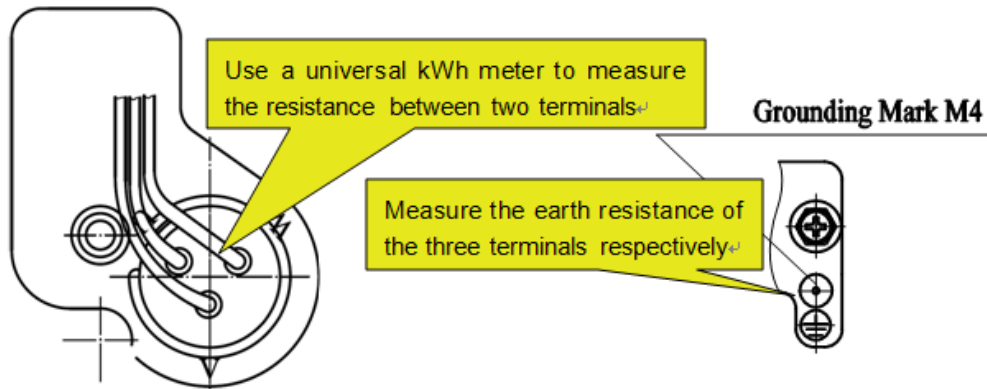 Use a universal kWh meter to measure
the resistance between two terminals↵
Grounding Mark M4
Measure the earth resistance of
the three terminals respectively↵